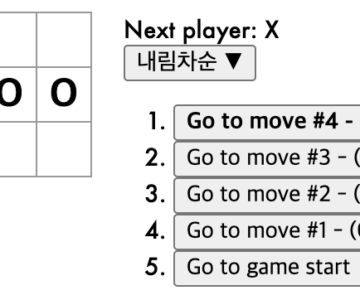 Next player: X
내림차순 ▼
O O
1. Go to move #4 -
2. Go to move #3 - (
3. Go to move #2 - (
4. Go to move #1 - (
5. Go to game start